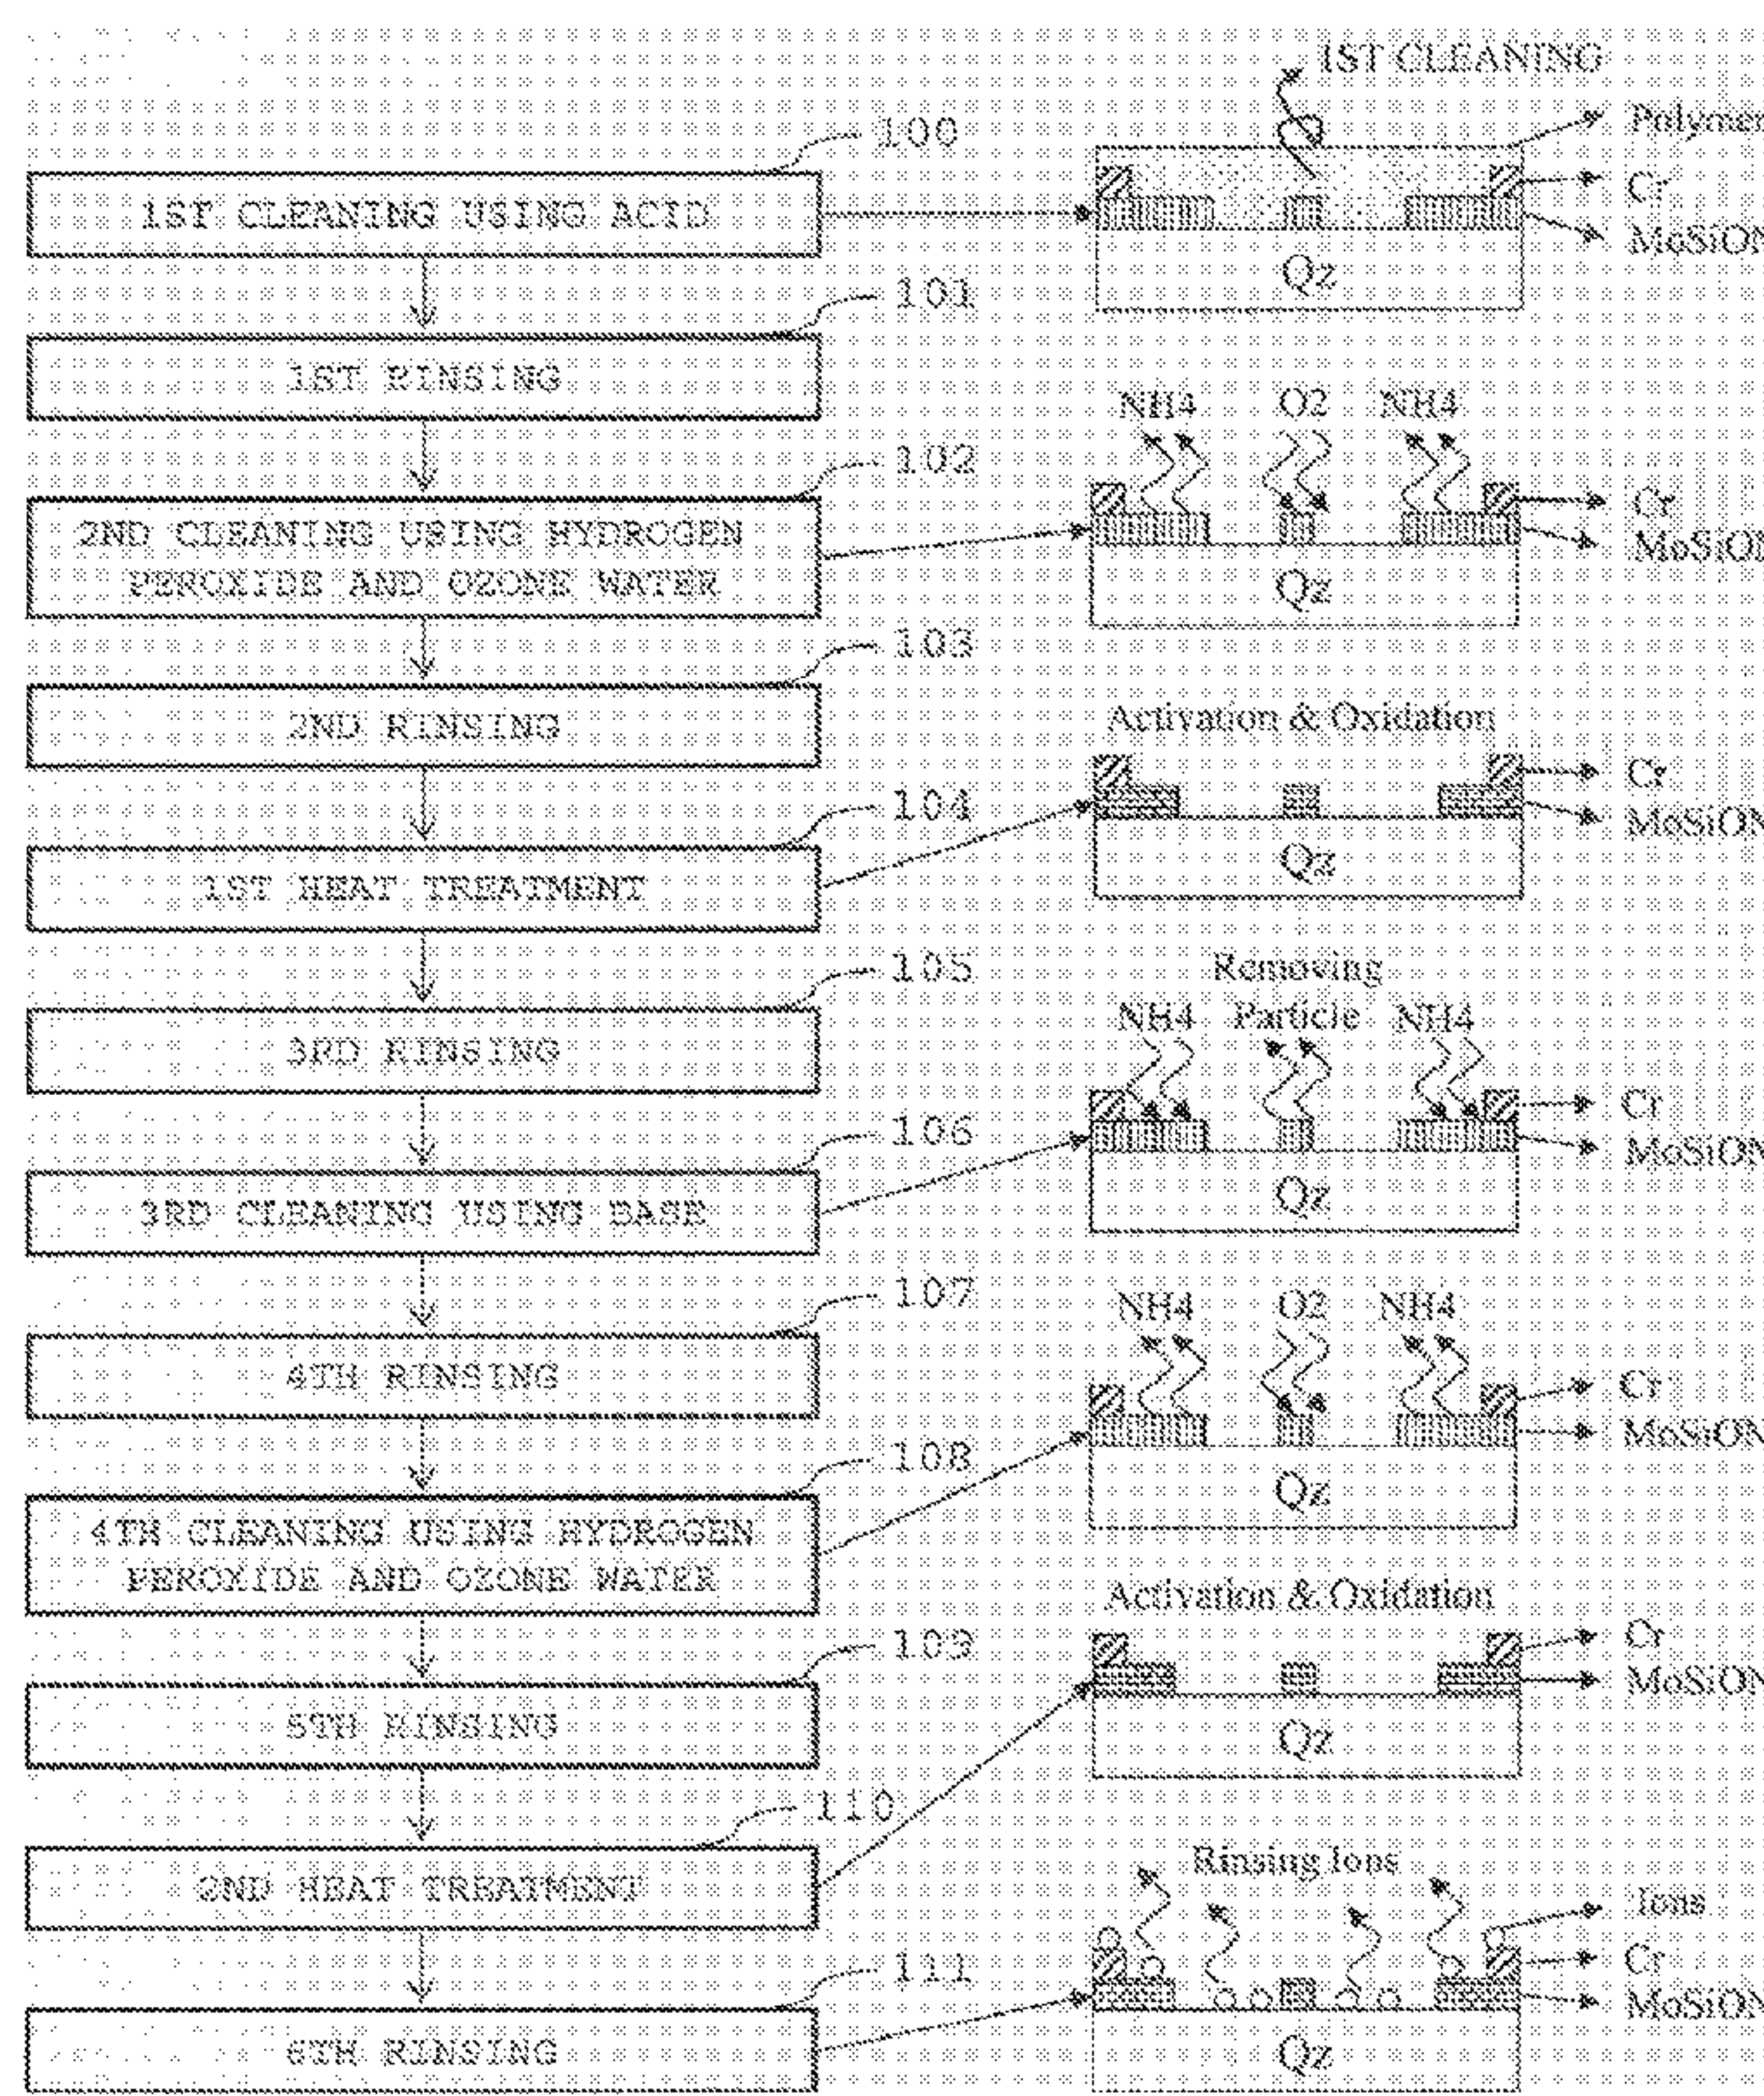 1ST CLEANING
100
Polymer
1ST CLEANING USING ACID
Cr
MoSiON
Qz
101
1ST RINSING
NH4 O2 NH4
102
Cr
2ND CLEANING USING HYDROGEN
PEROXIDE AND OZONE WATER
MoSiON
Qz
103
2ND RINSING
Activation & Oxidation
Cr
104
MoSiON
1ST HEAT TREATMENT
Qz
105
Removing
Particle
NH4 NH4
3RD RINSING
Cr
106
MoSiON
3RD CLEANING USING BASE
Qz
107
NH4 O2 NH4
4TH RINSING
Cr
MoSiON
108
Qz
4TH CLEANING USING HYDROGEN
PEROXIDE AND OZONE WATER
Activation & Oxidation
109
Cr
MoSiON
5TH RINSING
Qz
110
2ND HEAT TREATMENT
Rinsing Ions
Ions
111
Cr
MoSiON
6TH RINSING
Qz